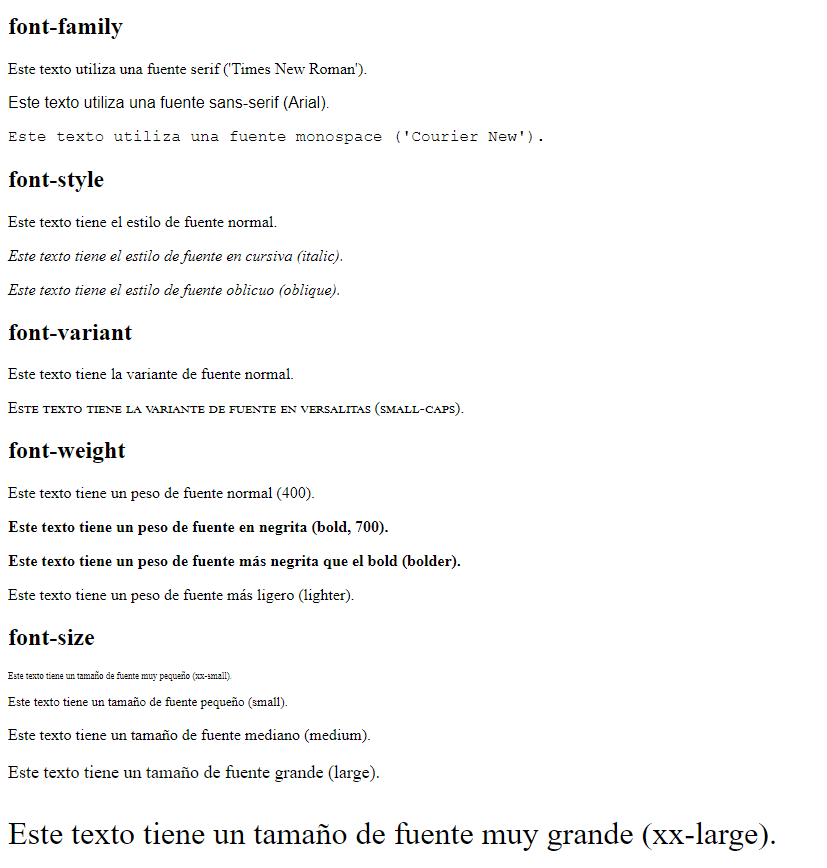 font-family
Este texto utiliza una fuente serif ('Times New Roman').
Este texto utiliza una fuente sans-serif (Arial).
Este texto utiliza una fuente monospace ('Courier New').
font-style
Este texto tiene el estilo de fuente normal.
Este texto tiene el estilo de fuente en cursiva (italic).
Este texto tiene el estilo de fuente oblicuo (oblique).
font-variant
Este texto tiene la variante de fuente normal.
Este texto tiene la variante de fuente en versalitas (small-caps).
font-weight
Este texto tiene un peso de fuente normal (400).
Este texto tiene un peso de fuente en negrita (bold, 700).
Este texto tiene un peso de fuente más negrita que el bold (bolder).
Este texto tiene un peso de fuente más ligero (lighter).
font-size
Este texto tiene un tamaño de fuente muy pequeño (xx-small).
Este texto tiene un tamaño de fuente pequeño (small).
Este texto tiene un tamaño de fuente mediano (medium).
Este texto tiene un tamaño de fuente grande (large).
Este texto tiene un tamaño de fuente muy grande (xx-large).